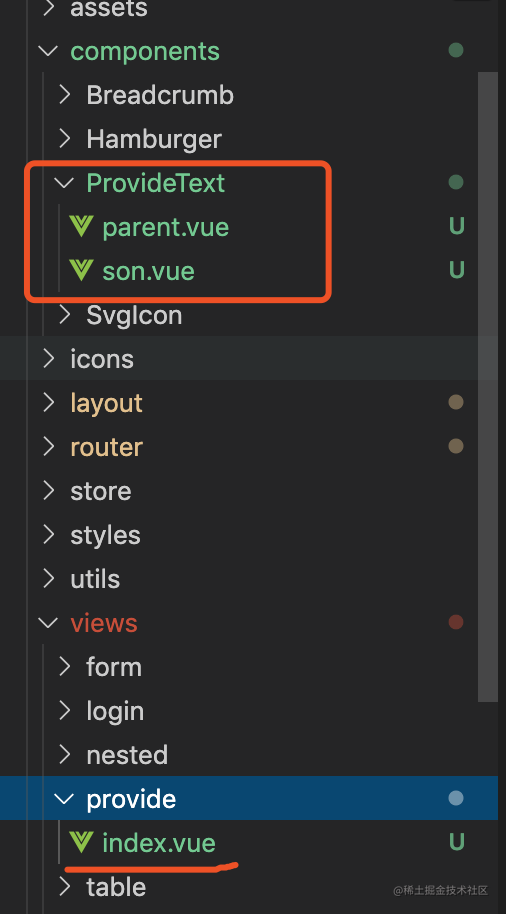 assets
components
Breadcrumb
Hamburger
ProvideText
parent.vue U
son.vue U
SvgIcon
icons
layout
router
store
styles
utils
views
form
login
nested
provide
index.vue U
table
@稀土掘金技术社区